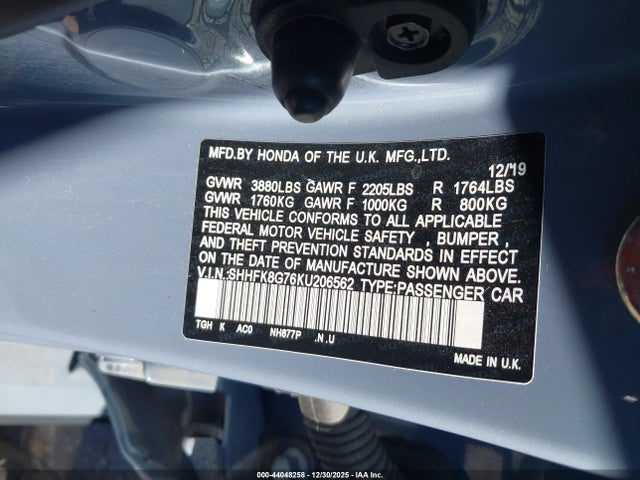 MFD.BY HONDA OF THE U.K. MFG.,LTD.
12/'19
GVWR 3880LBS GAWR F 2205LBS R 1764LBS
GVWR 1760KG GAWR F 1000KG R 800KG
THIS VEHICLE CONFORMS TO ALL APPLICABLE
FEDERAL MOTOR VEHICLE SAFETY , BUMPER ,
AND THEFT PREVENTION STANDARDS IN EFFECT
ON THE DATE OF MANUFACTURE SHOWN ABOVE.
V.I.N.:SHHFK8G76KU206562 TYPE:PASSENGER CAR
TGH K AC0 NH877P .N.U
MADE IN U.K.
000-44048258 - 12/30/2025 - IAA Inc.